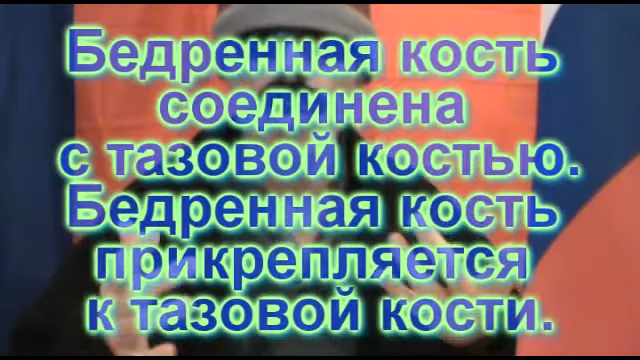 Бедренная кость
соединена
с тазовой костью.
Бедренная кость
прикрепляется
к тазовой кости.